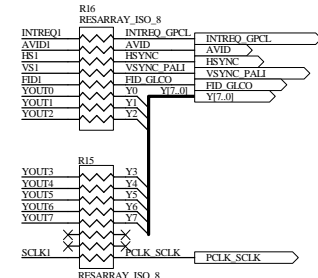 R16
RESARRAY_ISO_8
INTREQ1 INTREQ_GPCL INTREQ_GPCL
AVID1 AVID AVID
HS1 HSYNC HSYNC
VS1 VSYNC_PALI VSYNC_PALI
FID1 FID_GLCO FID_GLCO
YOUT0 Y0 Y[7..0] Y[7..0]
YOUT1 Y1
YOUT2 Y2
R15
YOUT3 Y3
YOUT4 Y4
YOUT5 Y5
YOUT6 Y6
YOUT7 Y7
SCLK1 PCLK_SCLK PCLK_SCLK
RESARRAY_ISO_8